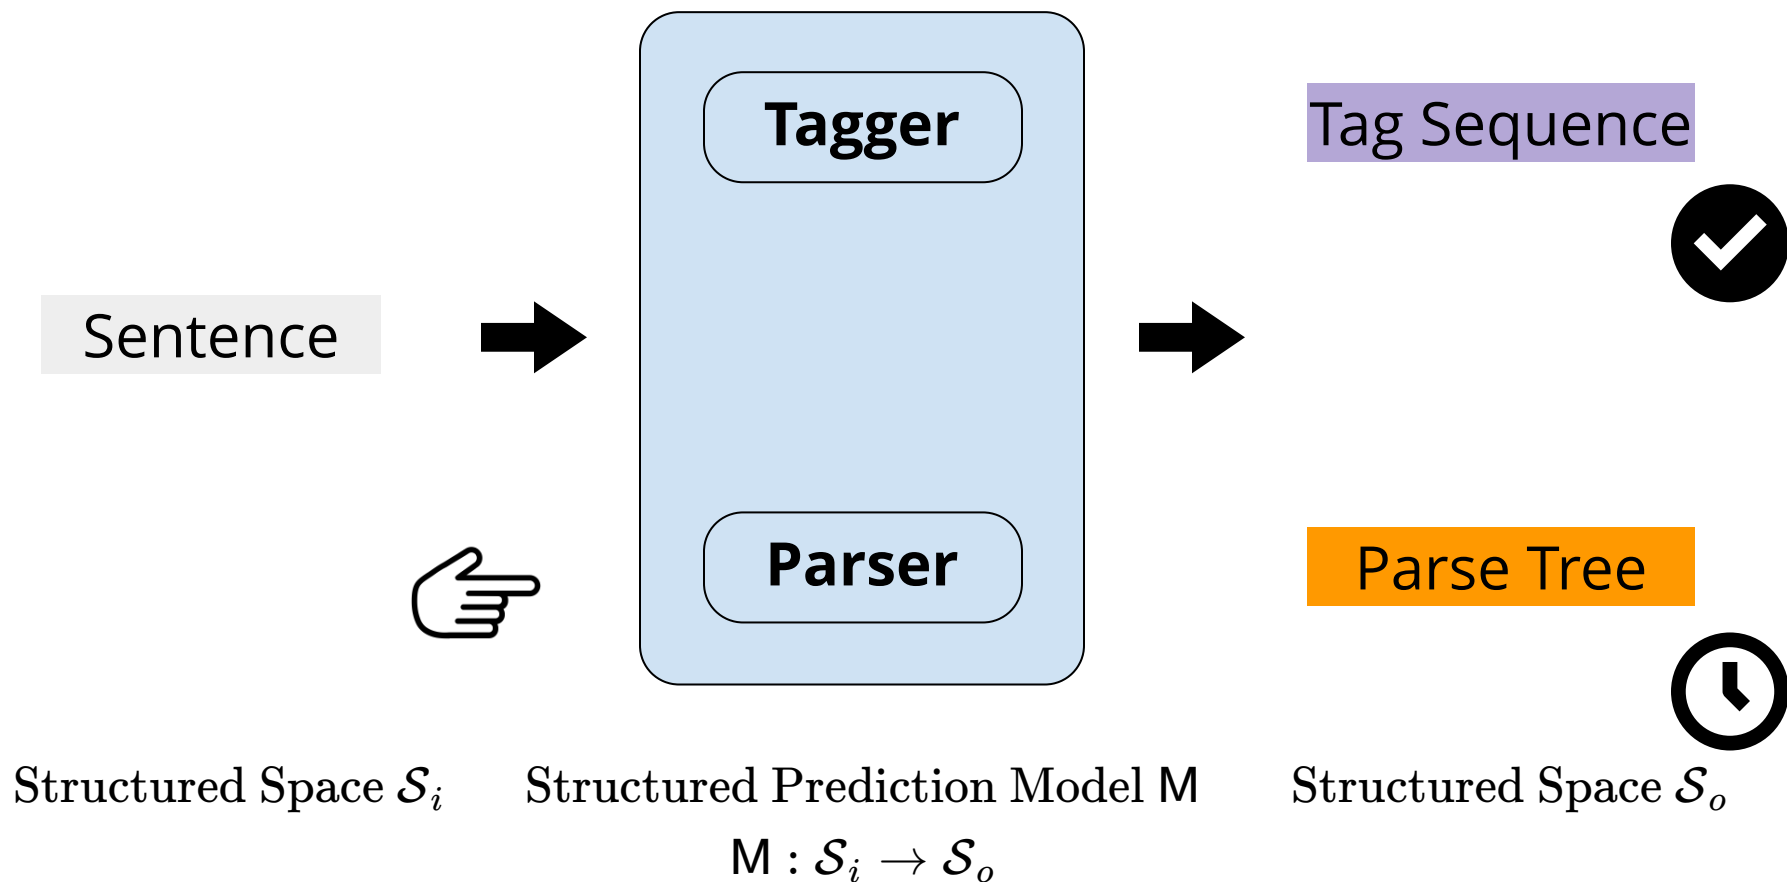 Tagger
Tag Sequence
Sentence
Parser
Parse Tree
Structured Space 𝒮ᵢ
Structured Prediction Model M
Structured Space 𝒮ₒ
M : 𝒮ᵢ → 𝒮ₒ